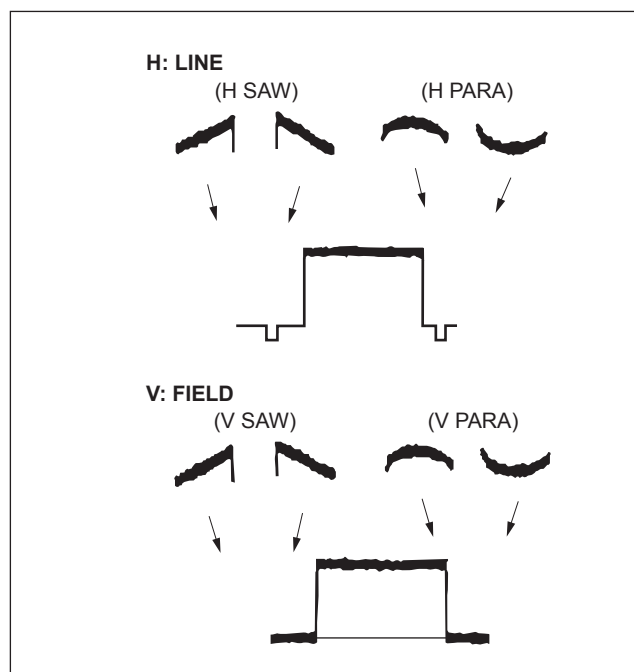 H: LINE
(H SAW) (H PARA)
V: FIELD
(V SAW) (V PARA)